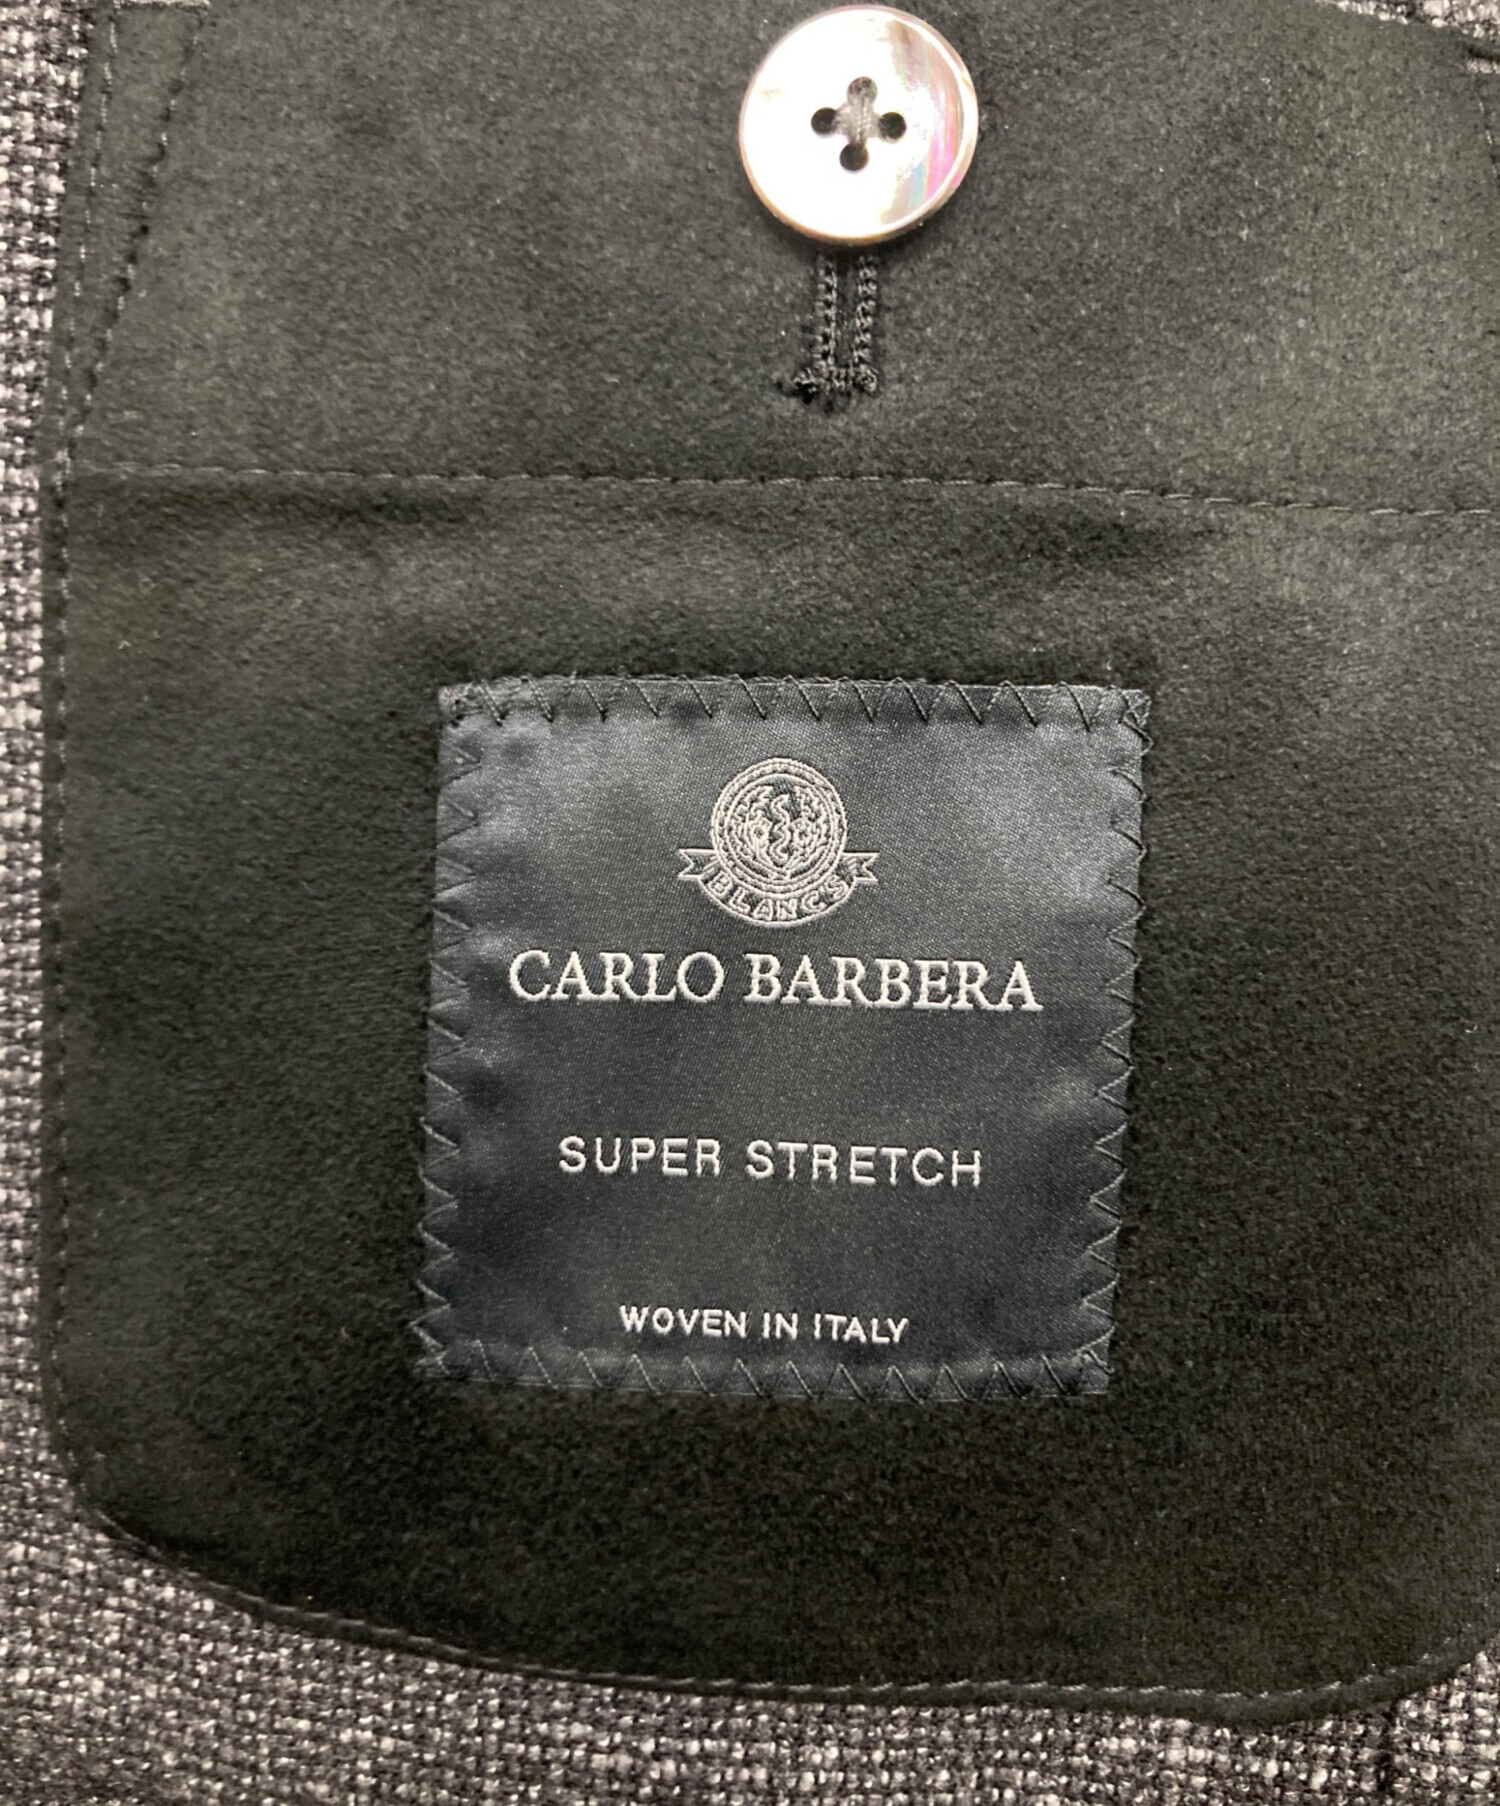 BLANCS
CARLO BARBERA
SUPER STRETCH
WOVEN IN ITALY